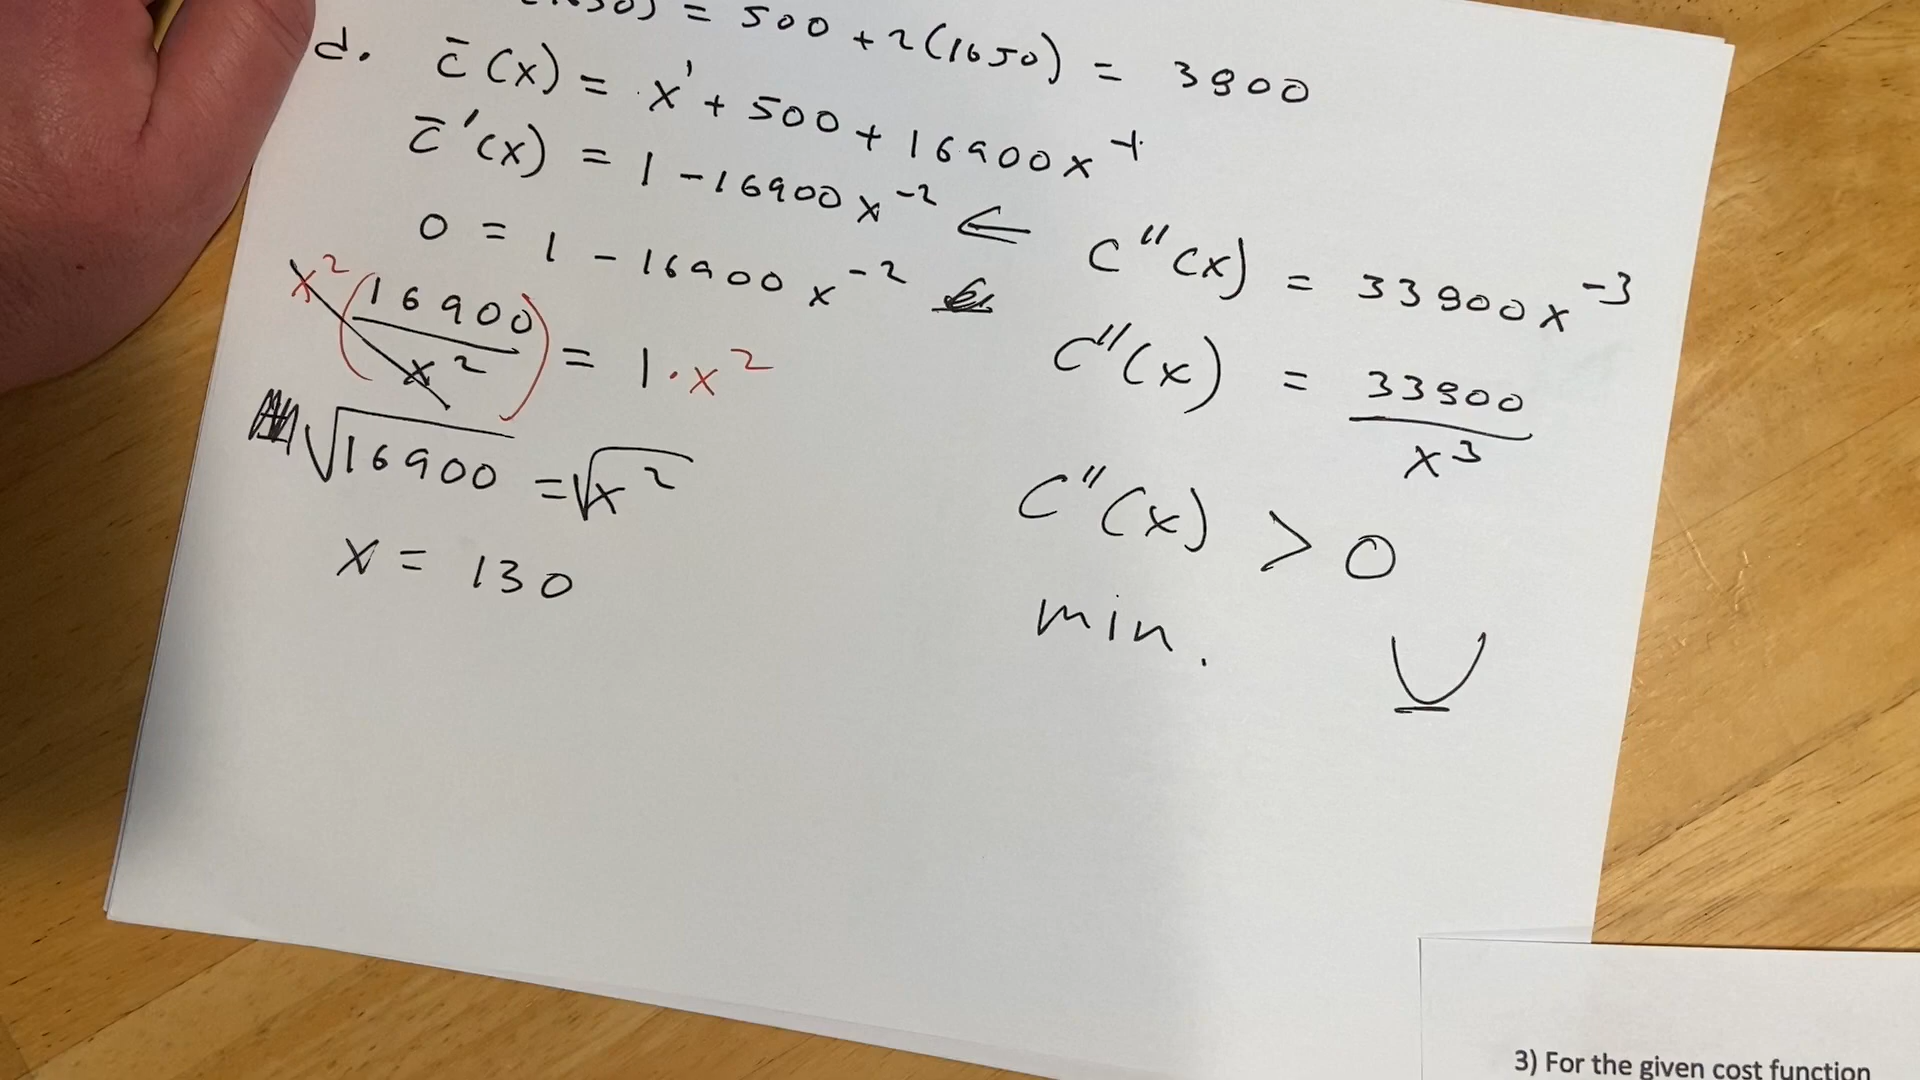 = 500 + 2(1650) = 3800
d. c̄(x) = x¹ + 500 + 16900x⁻¹
c̄'(x) = 1 - 16900x⁻² ⇐
0 = 1 - 16900x⁻²
x²(16900/x²) = 1·x²
√16900 = √x²
x = 130
C''(x) = 33800x⁻³
C''(x) = 33800/x³
C''(x) > 0
min.
3) For the given cost function